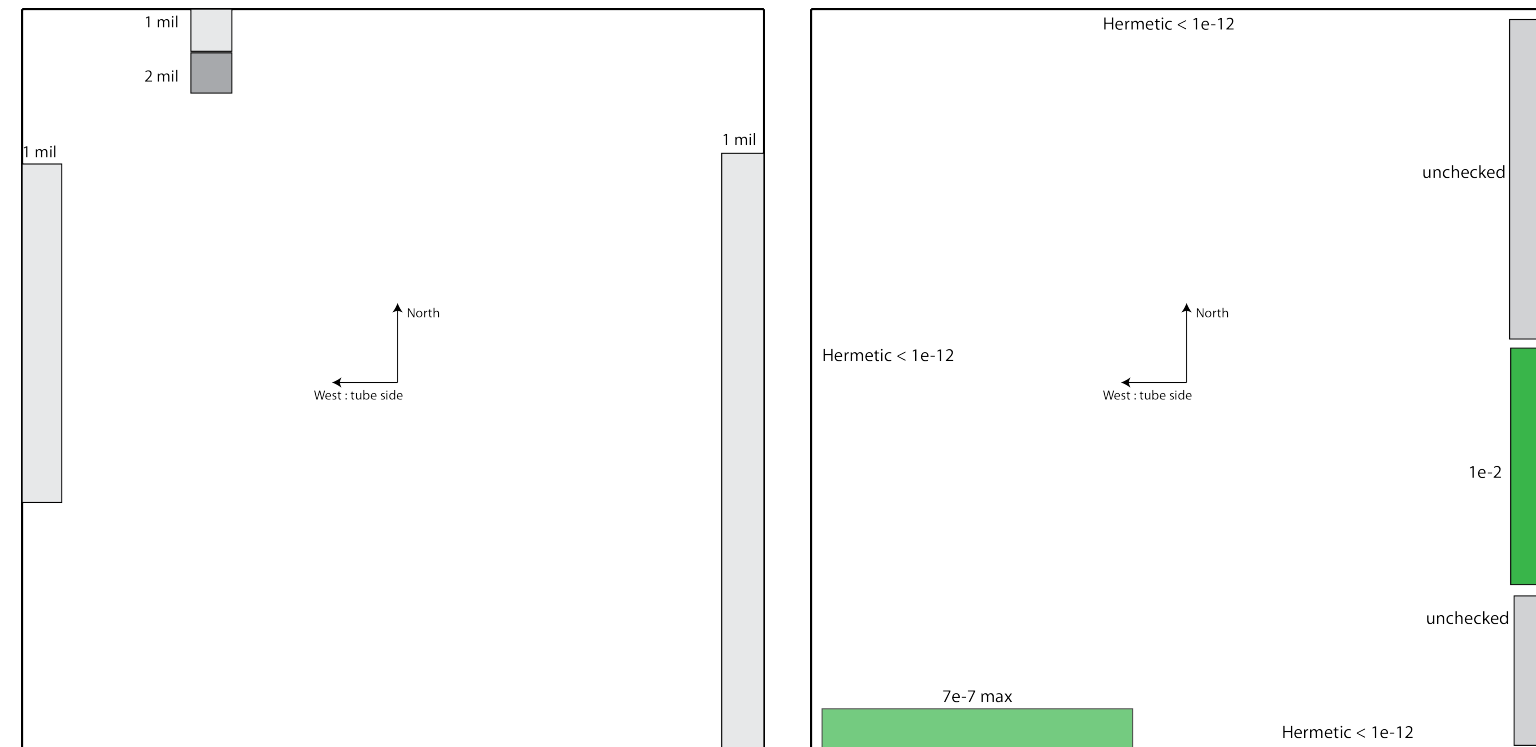 1 mil
2 mil
1 mil
1 mil
North
West : tube side
Hermetic < 1e-12
unchecked
North
Hermetic < 1e-12
West : tube side
1e-2
unchecked
7e-7 max
Hermetic < 1e-12